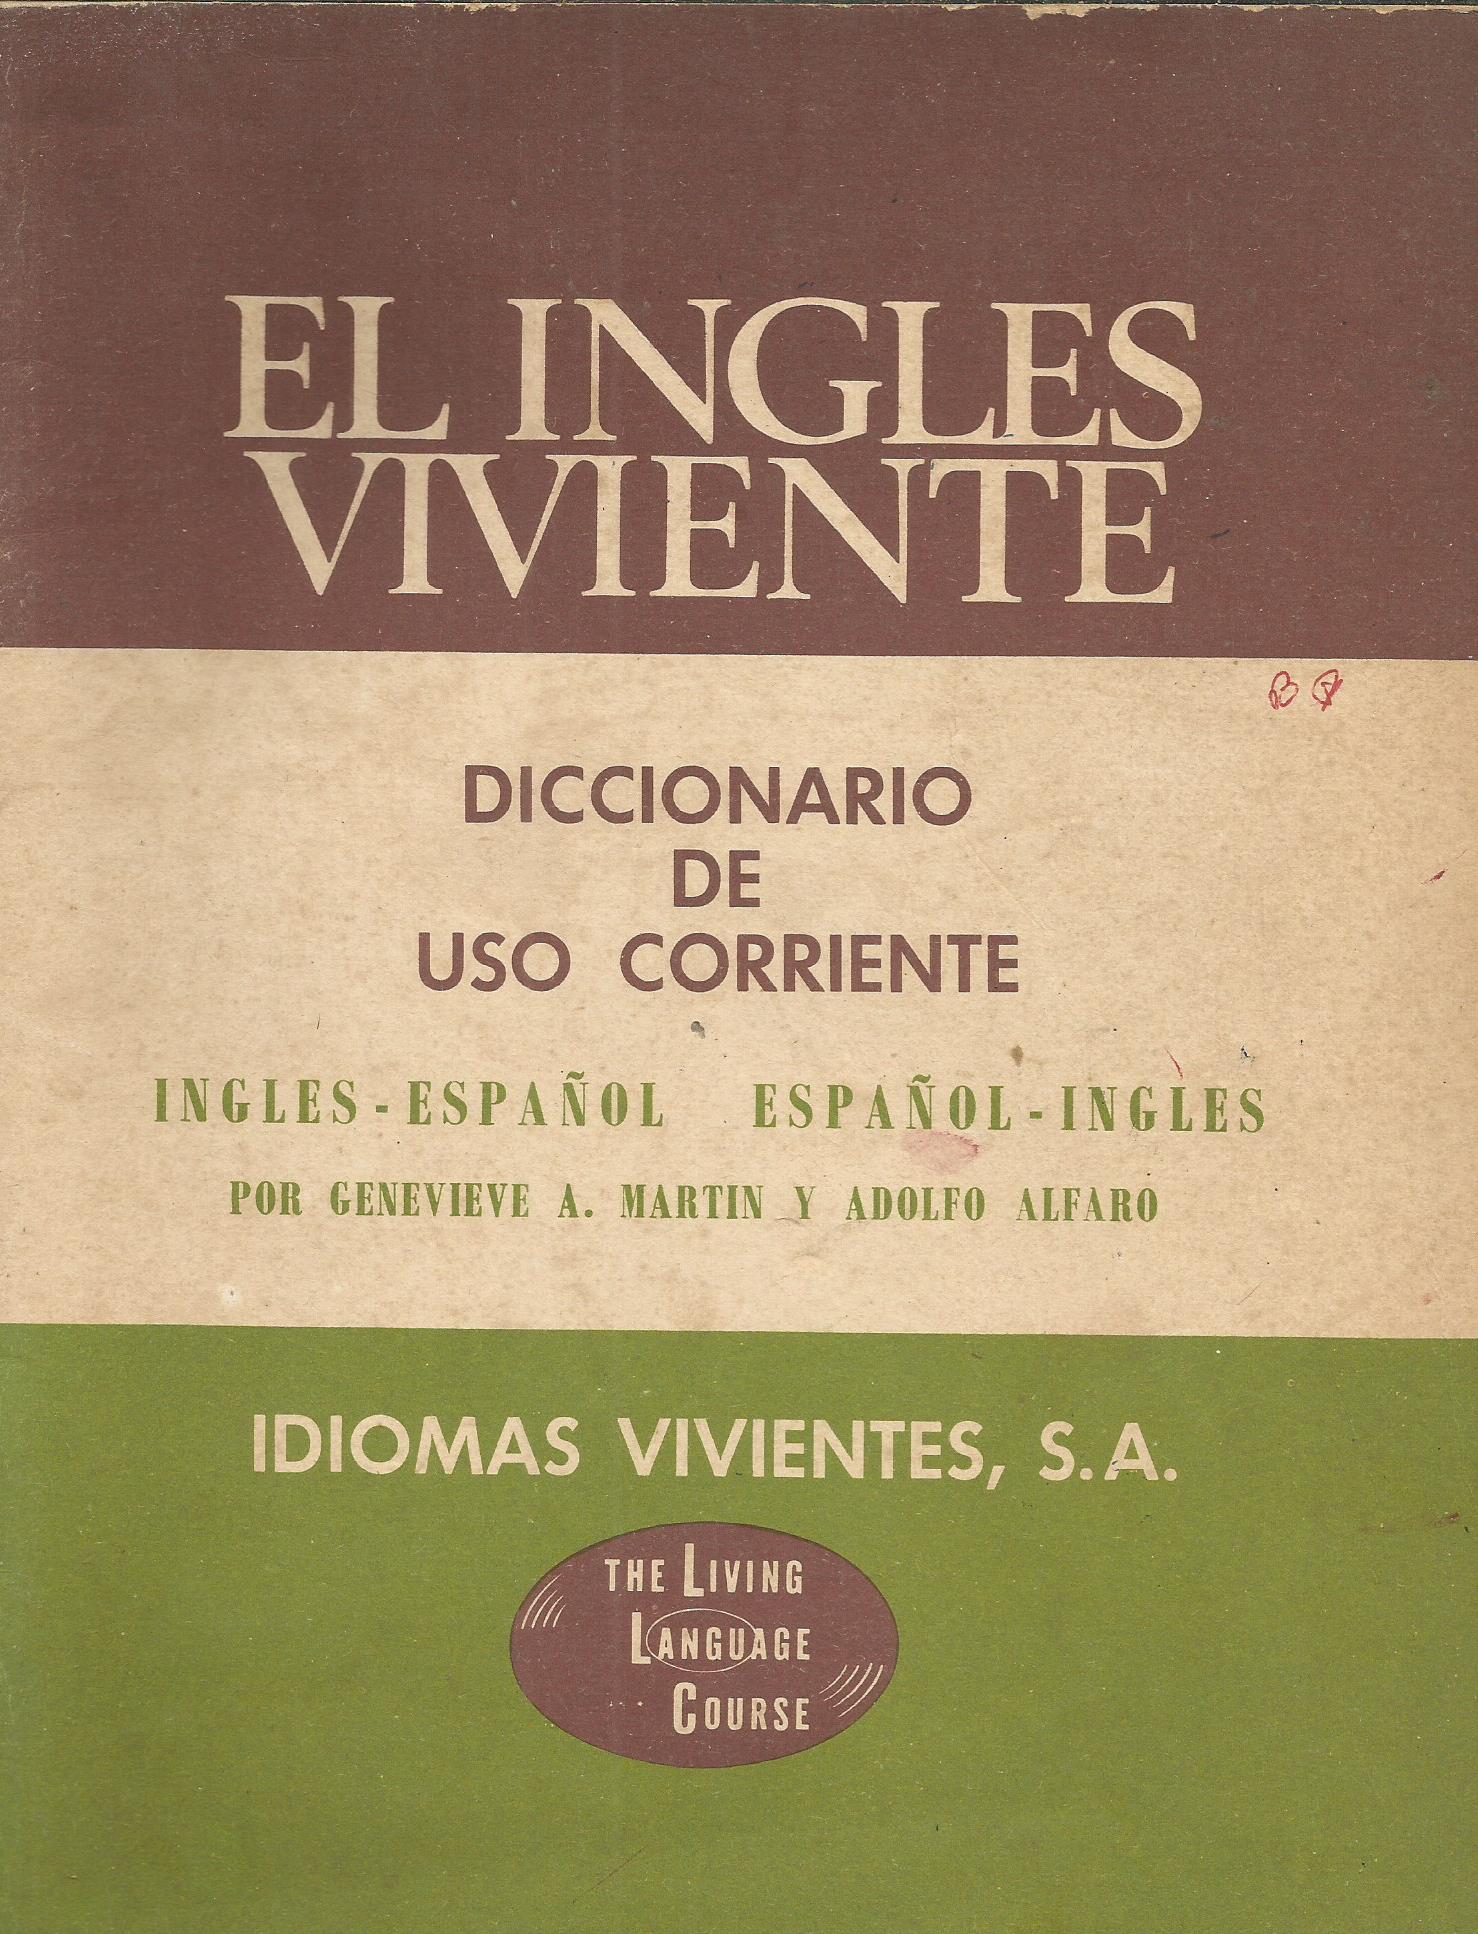 EL INGLES
VIVIENTE
DICCIONARIO
DE
USO CORRIENTE
INGLES-ESPAÑOL ESPAÑOL-INGLES
POR GENEVIEVE A. MARTIN Y ADOLFO ALFARO
IDIOMAS VIVIENTES, S.A.
THE LIVING
LANGUAGE
COURSE